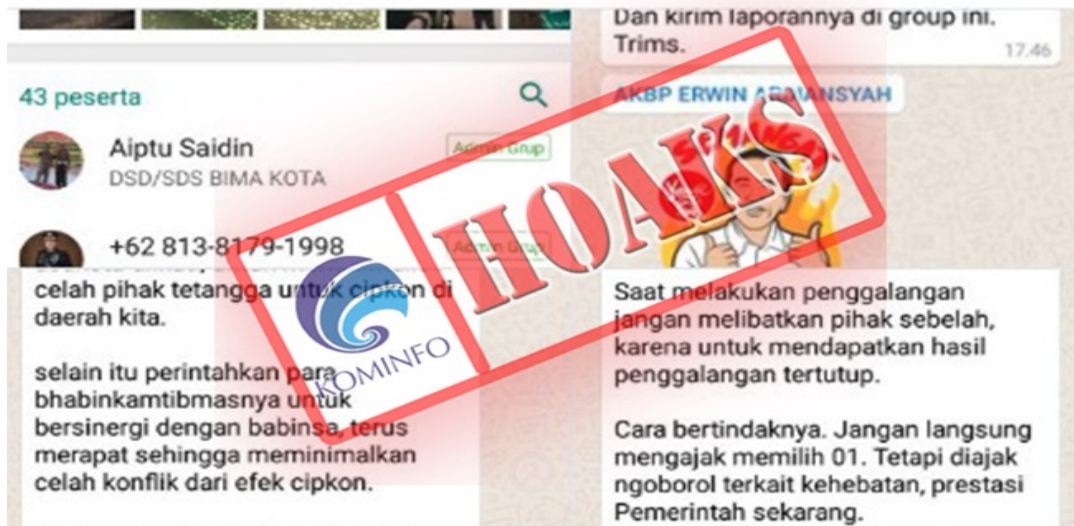 43 peserta
Aiptu Saidin
Admin Grup
DSD/SDS BIMA KOTA
+62 813-8179-1998
Admin Grup
celah pihak tetangga untuk cipkon di
daerah kita.
selain itu perintahkan para
bhabinkamtibmasnya untuk
bersinergi dengan babinsa, terus
merapat sehingga meminimalkan
celah konflik dari efek cipkon.
Dan kirim laporannya di group ini.
Trims.
17.46
AKBP ERWIN ARDIANSYAH
SEMANGAT
KOMINFO
HOAKS
Saat melakukan penggalangan
jangan melibatkan pihak sebelah,
karena untuk mendapatkan hasil
penggalangan tertutup.
Cara bertindaknya. Jangan langsung
mengajak memilih 01. Tetapi diajak
ngoborol terkait kehebatan, prestasi
Pemerintah sekarang.